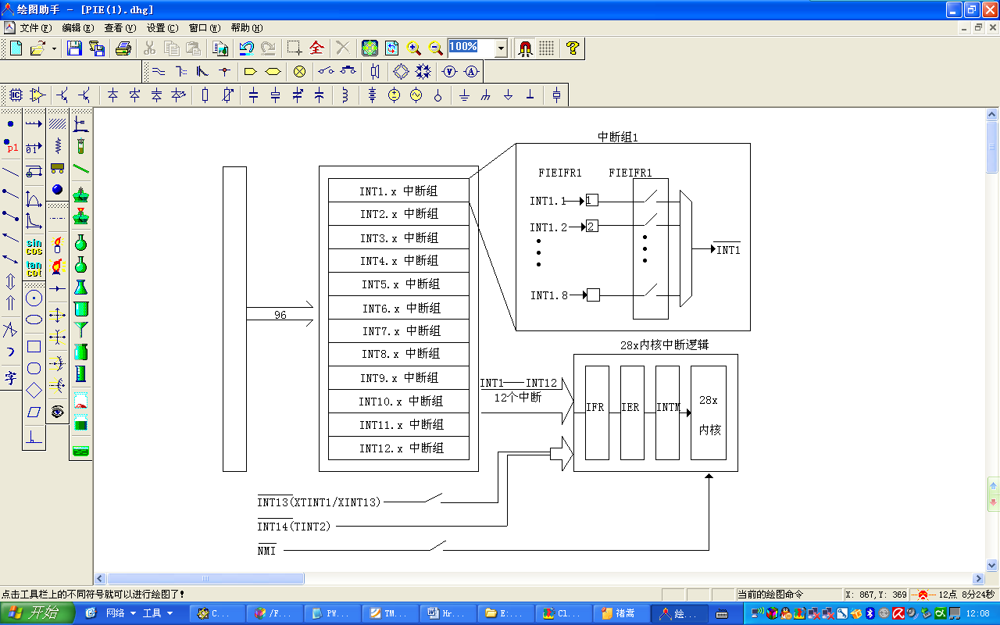 绘图助手 - [PIE(1).dhg]
文件(F) 编辑(E) 查看(V) 设置(C) 窗口(W) 帮助(H)
全 100%
p1 01
sin
cos
tan
cot
字
中断组1
FIEIFR1 FIEIFR1
INT1.1 1
INT1.2 2
INT1.8
INT1
INT1.x 中断组
INT2.x 中断组
INT3.x 中断组
INT4.x 中断组
INT5.x 中断组
INT6.x 中断组
INT7.x 中断组
INT8.x 中断组
INT9.x 中断组
INT10.x 中断组
INT11.x 中断组
INT12.x 中断组
96
28x内核中断逻辑
INT1——INT12
12个中断
IFR IER INTM 28x
内核
INT13(XTINT1/XINT13)
INT14(TINT2)
NMI
点击工具栏上的不同符号就可以进行绘图了! 当前的绘图命令 X: 867,Y: 369 12点 8分24秒
开始 网络 工具 C... /F... PW... TM... Hr... E:... Cl... 褚嵩 绘... 12:08